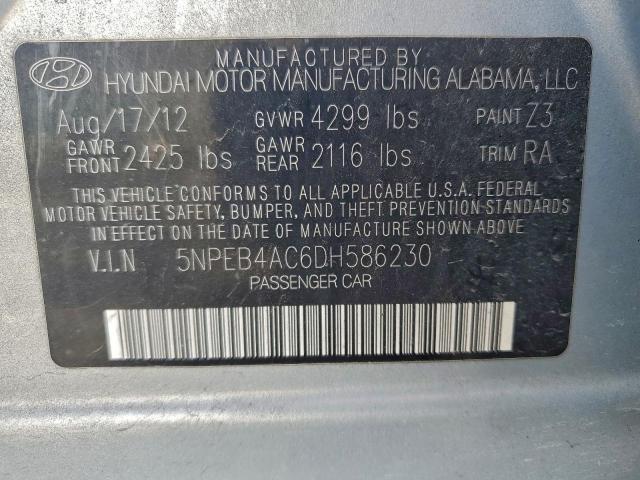 MANUFACTURED BY
HYUNDAI MOTOR MANUFACTURING ALABAMA, LLC
Aug/17/12 GVWR 4299 lbs PAINT Z3
GAWR FRONT 2425 lbs GAWR REAR 2116 lbs TRIM RA
THIS VEHICLE CONFORMS TO ALL APPLICABLE U.S.A. FEDERAL
MOTOR VEHICLE SAFETY, BUMPER, AND THEFT PREVENTION STANDARDS
IN EFFECT ON THE DATE OF MANUFACTURE SHOWN ABOVE
V.I.N 5NPEB4AC6DH586230
PASSENGER CAR